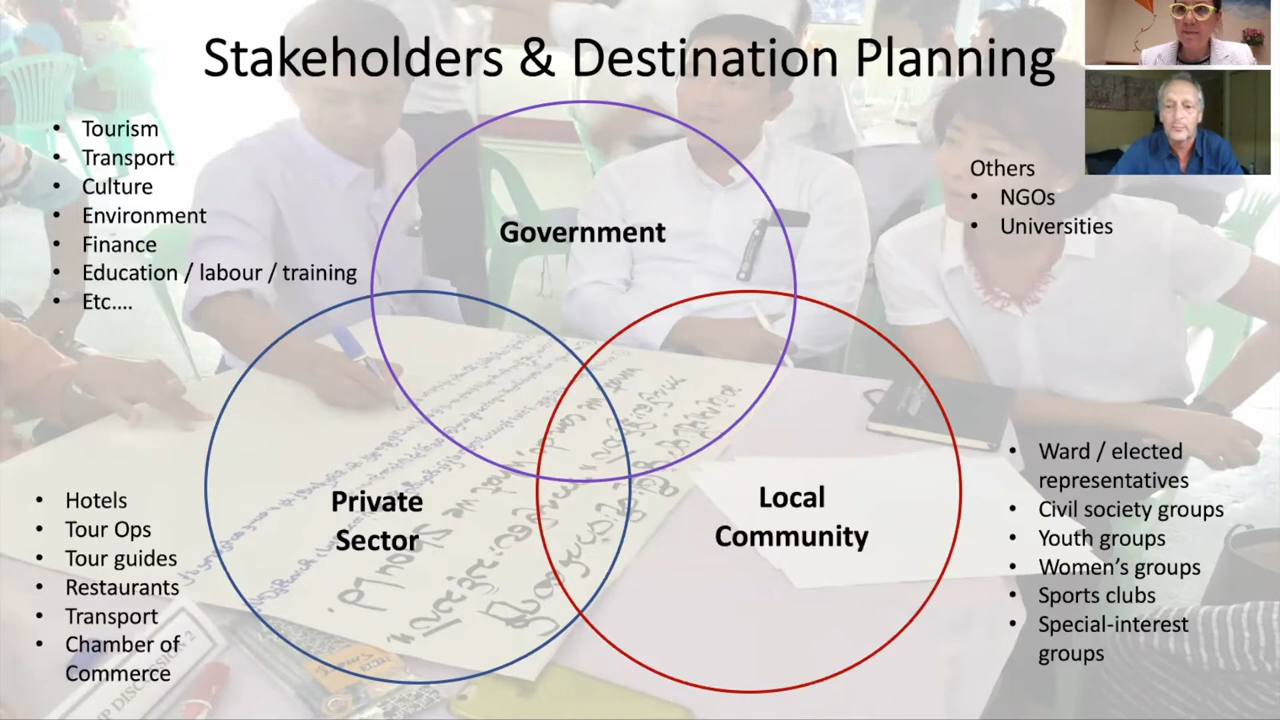 Stakeholders & Destination Planning
• Tourism
• Transport
• Culture
• Environment
• Finance
• Education / labour / training
• Etc....
Government
Others
• NGOs
• Universities
• Hotels
• Tour Ops
• Tour guides
• Restaurants
• Transport
• Chamber of
Commerce
Private
Sector
Local
Community
• Ward / elected
representatives
• Civil society groups
• Youth groups
• Women's groups
• Sports clubs
• Special-interest
groups